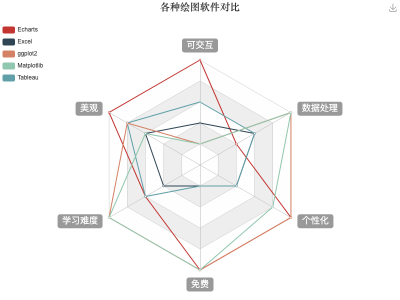 各种绘图软件对比
Echarts
Excel
ggplot2
Matplotlib
Tableau
可交互
美观
数据处理
学习难度
个性化
免费